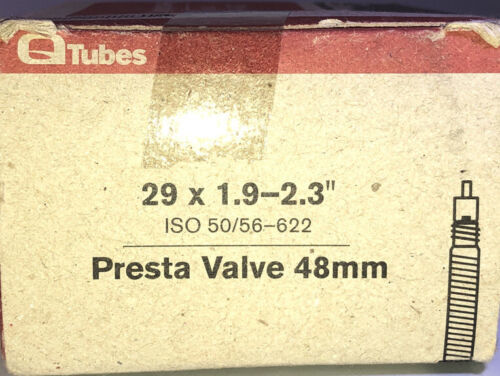 Q Tubes
29 x 1.9–2.3"
ISO 50/56–622
Presta Valve 48mm